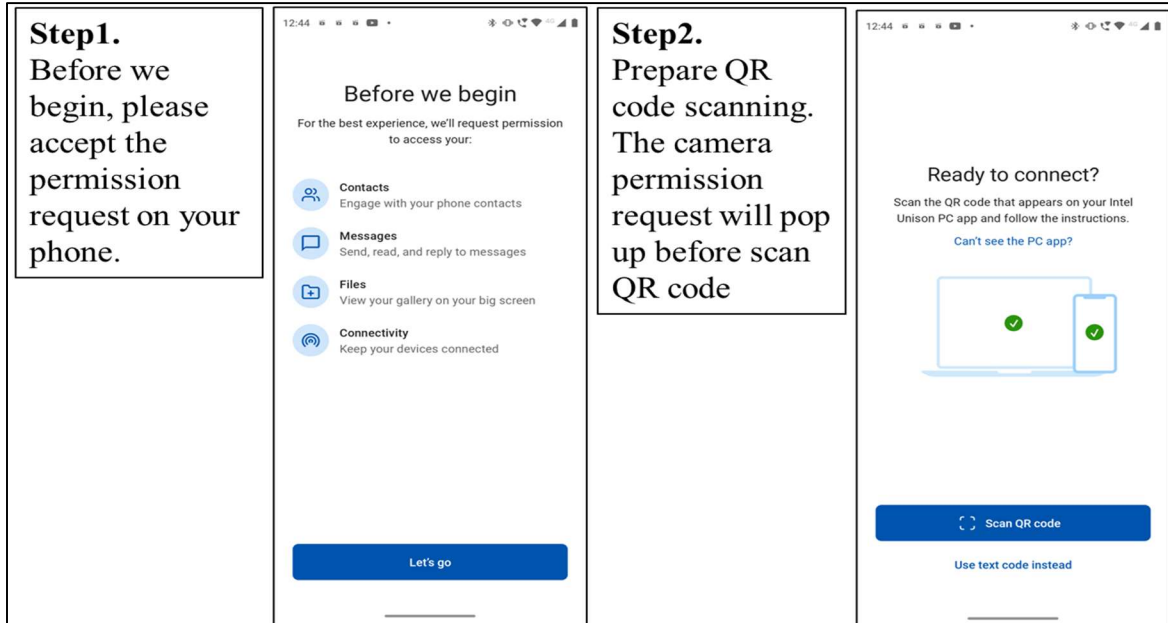 Step1.
Before we
begin, please
accept the
permission
request on your
phone.
12:44
Before we begin
For the best experience, we'll request permission
to access your:
Contacts
Engage with your phone contacts
Messages
Send, read, and reply to messages
Files
View your gallery on your big screen
Connectivity
Keep your devices connected
Let's go
Step2.
Prepare QR
code scanning.
The camera
permission
request will pop
up before scan
QR code
12:44
Ready to connect?
Scan the QR code that appears on your Intel
Unison PC app and follow the instructions.
Can't see the PC app?
Scan QR code
Use text code instead